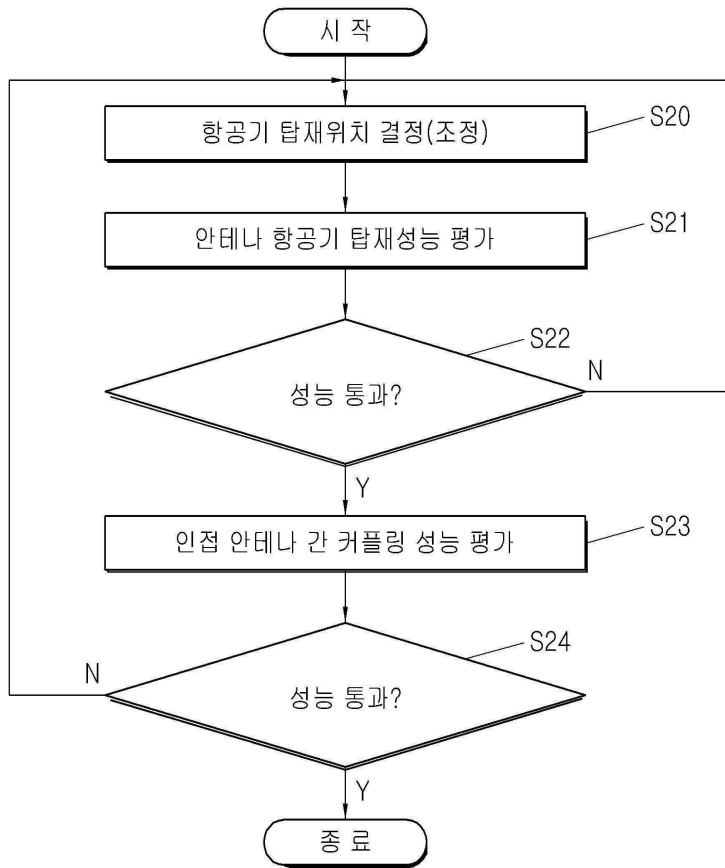 시 작
항공기 탑재위치 결정(조정)
S20
안테나 항공기 탑재성능 평가
S21
S22
성능 통과?
N
Y
인접 안테나 간 커플링 성능 평가
S23
S24
N
성능 통과?
Y
종 료